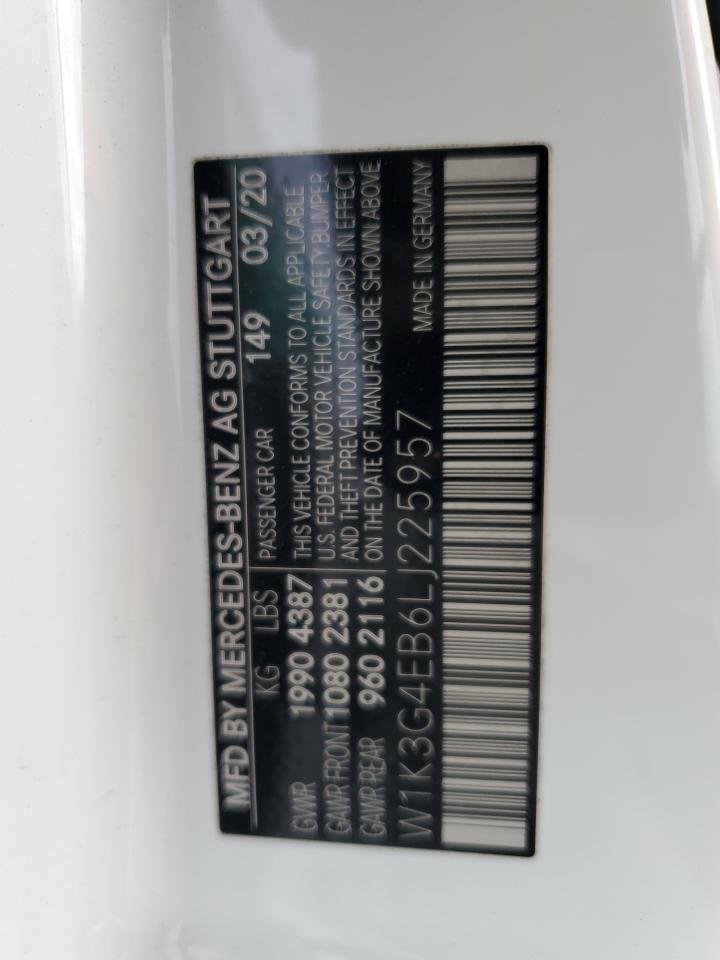 MFD BY MERCEDES-BENZ AG STUTTGART
KG LBS PASSENGER CAR 149 03/20
GWR 1990 4387 THIS VEHICLE CONFORMS TO ALL APPLICABLE
GAWR FRONT 1080 2381 U.S. FEDERAL MOTOR VEHICLE SAFETY, BUMPER,
GAWR REAR 960 2116 AND THEFT PREVENTION STANDARDS IN EFFECT
ON THE DATE OF MANUFACTURE SHOWN ABOVE
W1K3G4EB6LJ225957 MADE IN GERMANY